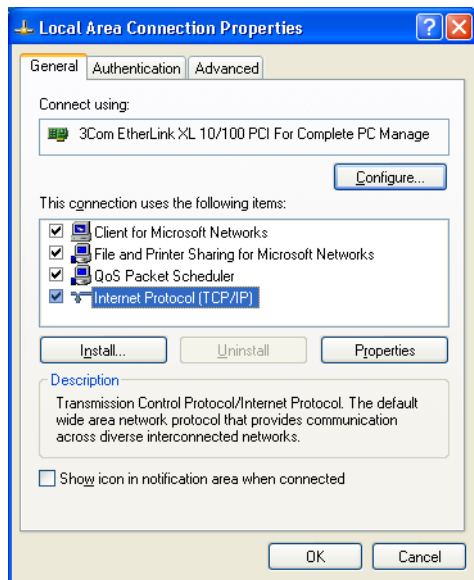 Local Area Connection Properties
General Authentication Advanced
Connect using:
3Com EtherLink XL 10/100 PCI For Complete PC Manage
Configure...
This connection uses the following items:
Client for Microsoft Networks
File and Printer Sharing for Microsoft Networks
QoS Packet Scheduler
Internet Protocol (TCP/IP)
Install... Uninstall Properties
Description
Transmission Control Protocol/Internet Protocol. The default
wide area network protocol that provides communication
across diverse interconnected networks.
Show icon in notification area when connected
OK Cancel